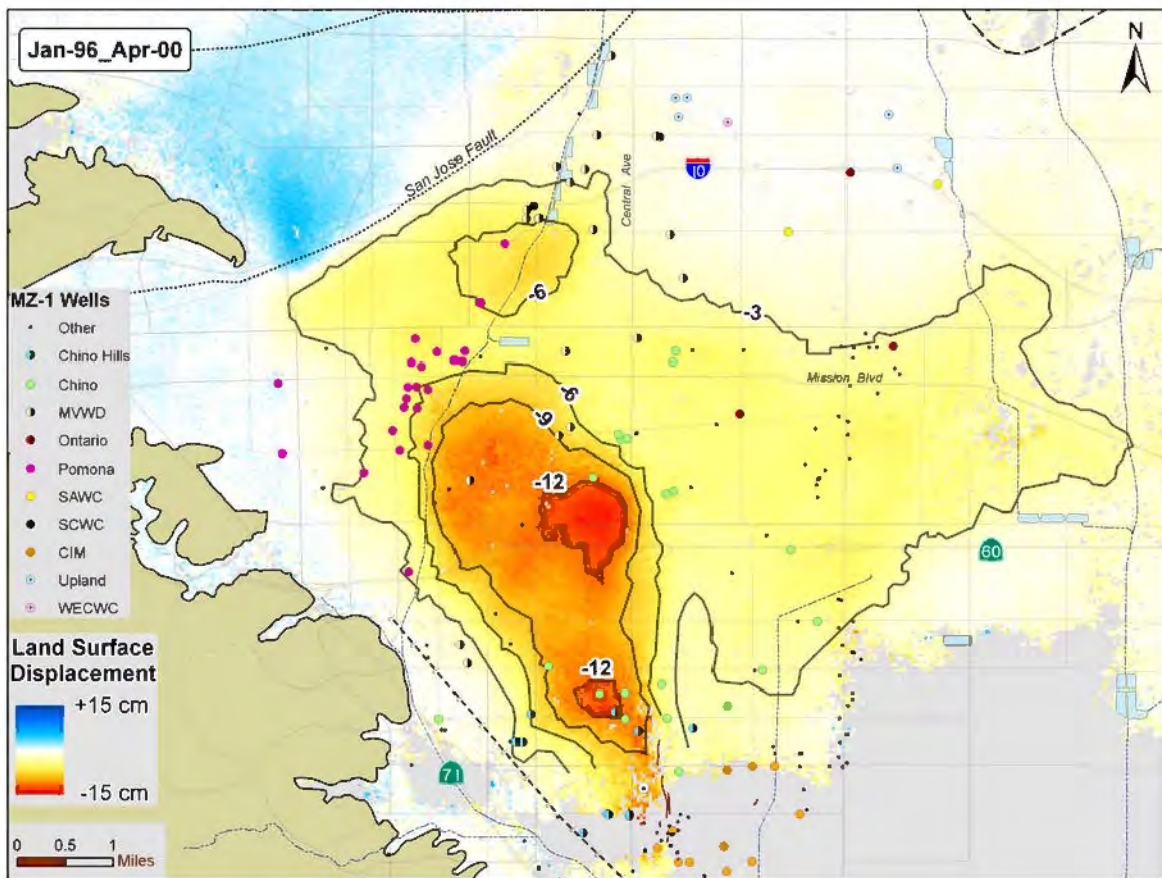 Jan-96_Apr-00
N
San Jose Fault
Central Ave
10
-6
-3
MZ-1 Wells
Other
Chino Hills
Chino
MVWD
Ontario
Pomona
SAWC
SCWC
CIM
Upland
WECWC
Mission Blvd
-6
-9
-12
60
-12
Land Surface
Displacement
+15 cm
-15 cm
71
0 0.5 1
Miles